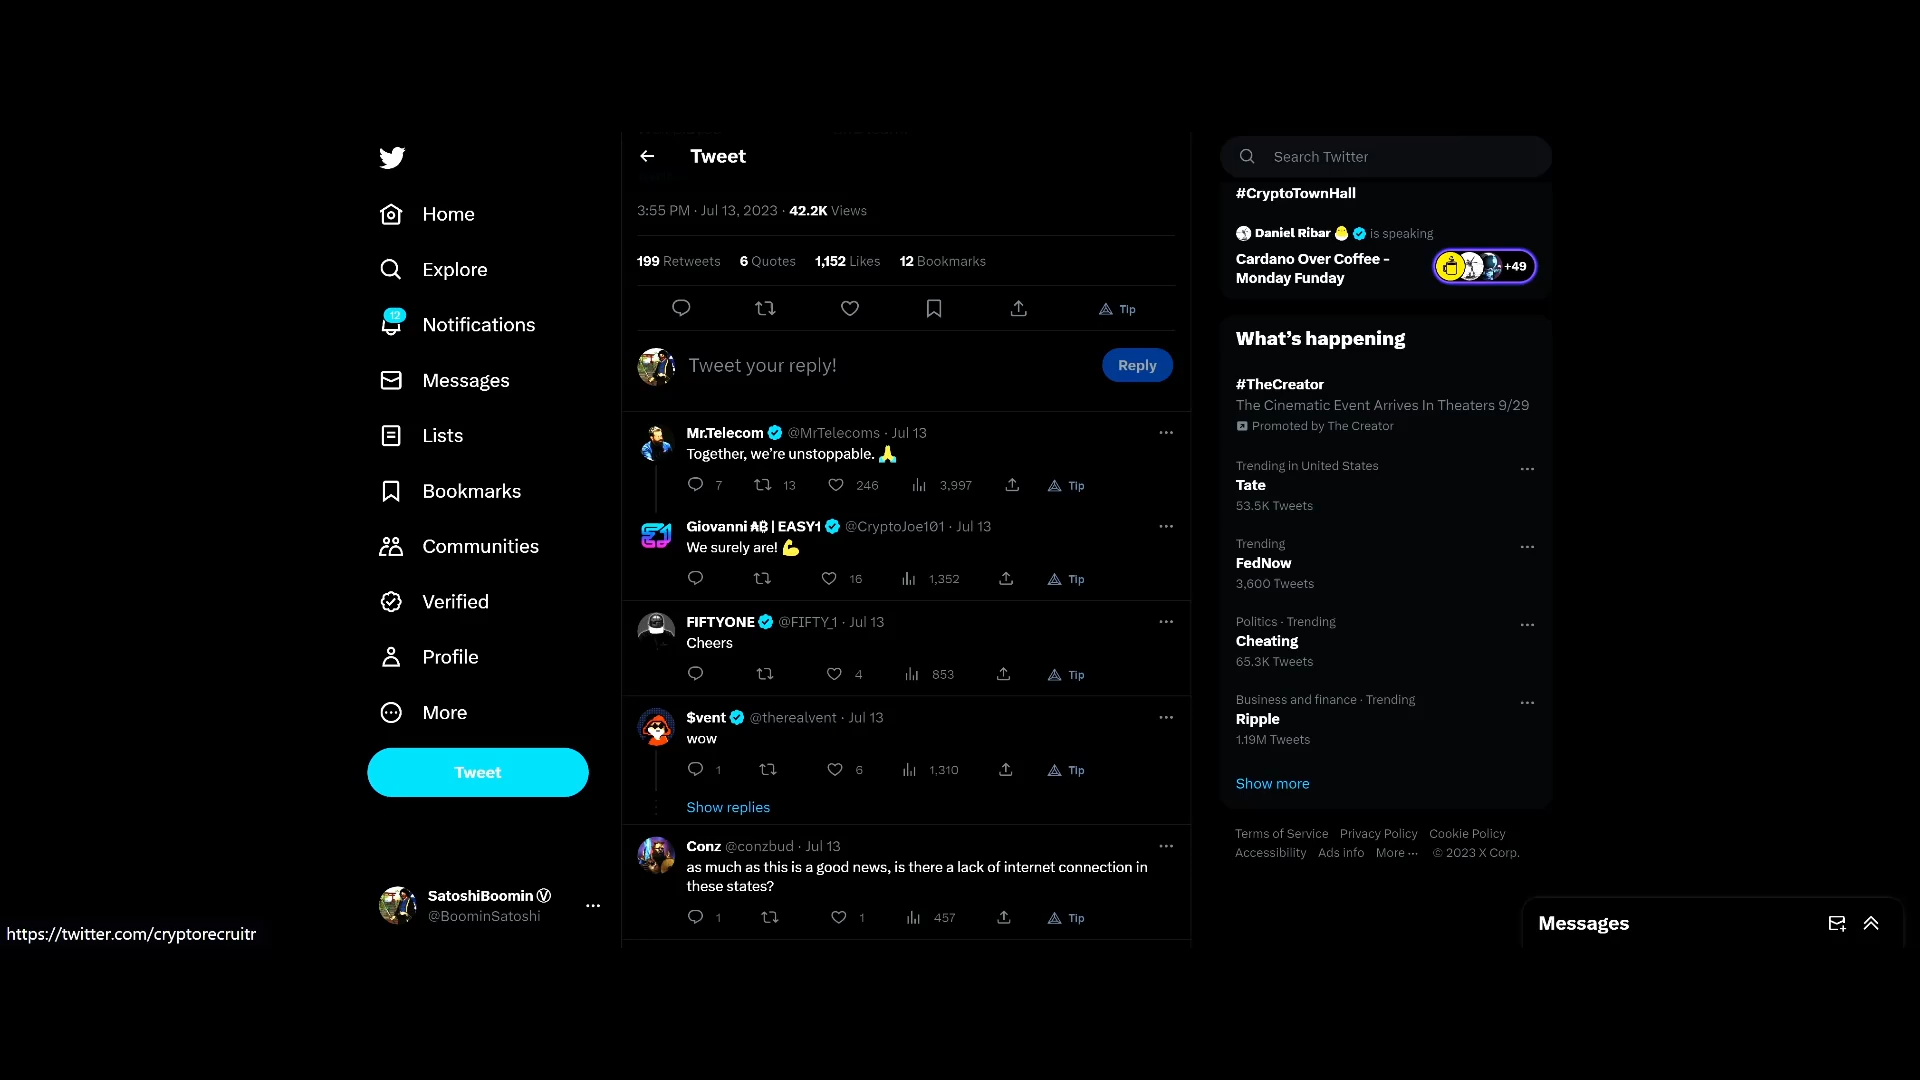 Home
Explore
12
Notifications
Messages
Lists
Bookmarks
Communities
Verified
Profile
More
Tweet
SatoshiBoomin Ⓥ
@BoominSatoshi
https://twitter.com/cryptorecruitr
Tweet
3:55 PM · Jul 13, 2023 · 42.2K Views
199 Retweets 6 Quotes 1,152 Likes 12 Bookmarks
Tip
Tweet your reply!
Reply
Mr.Telecom @MrTelecoms · Jul 13
Together, we’re unstoppable. 🙏
7 13 246 3,997 Tip
Giovanni ₳₿ | EASY1 @CryptoJoe101 · Jul 13
We surely are! 💪
16 1,352 Tip
FIFTYONE @FIFTY_1 · Jul 13
Cheers
4 853 Tip
$vent @therealvent · Jul 13
wow
1 6 1,310 Tip
Show replies
Conz @conzbud · Jul 13
as much as this is a good news, is there a lack of internet connection in
these states?
1 1 457 Tip
Search Twitter
#CryptoTownHall
Daniel Ribar 🐣 is speaking
Cardano Over Coffee -
Monday Funday
+49
What’s happening
#TheCreator
The Cinematic Event Arrives In Theaters 9/29
Promoted by The Creator
Trending in United States
Tate
53.5K Tweets
Trending
FedNow
3,600 Tweets
Politics · Trending
Cheating
65.3K Tweets
Business and finance · Trending
Ripple
1.19M Tweets
Show more
Terms of Service Privacy Policy Cookie Policy
Accessibility Ads info More ··· © 2023 X Corp.
Messages